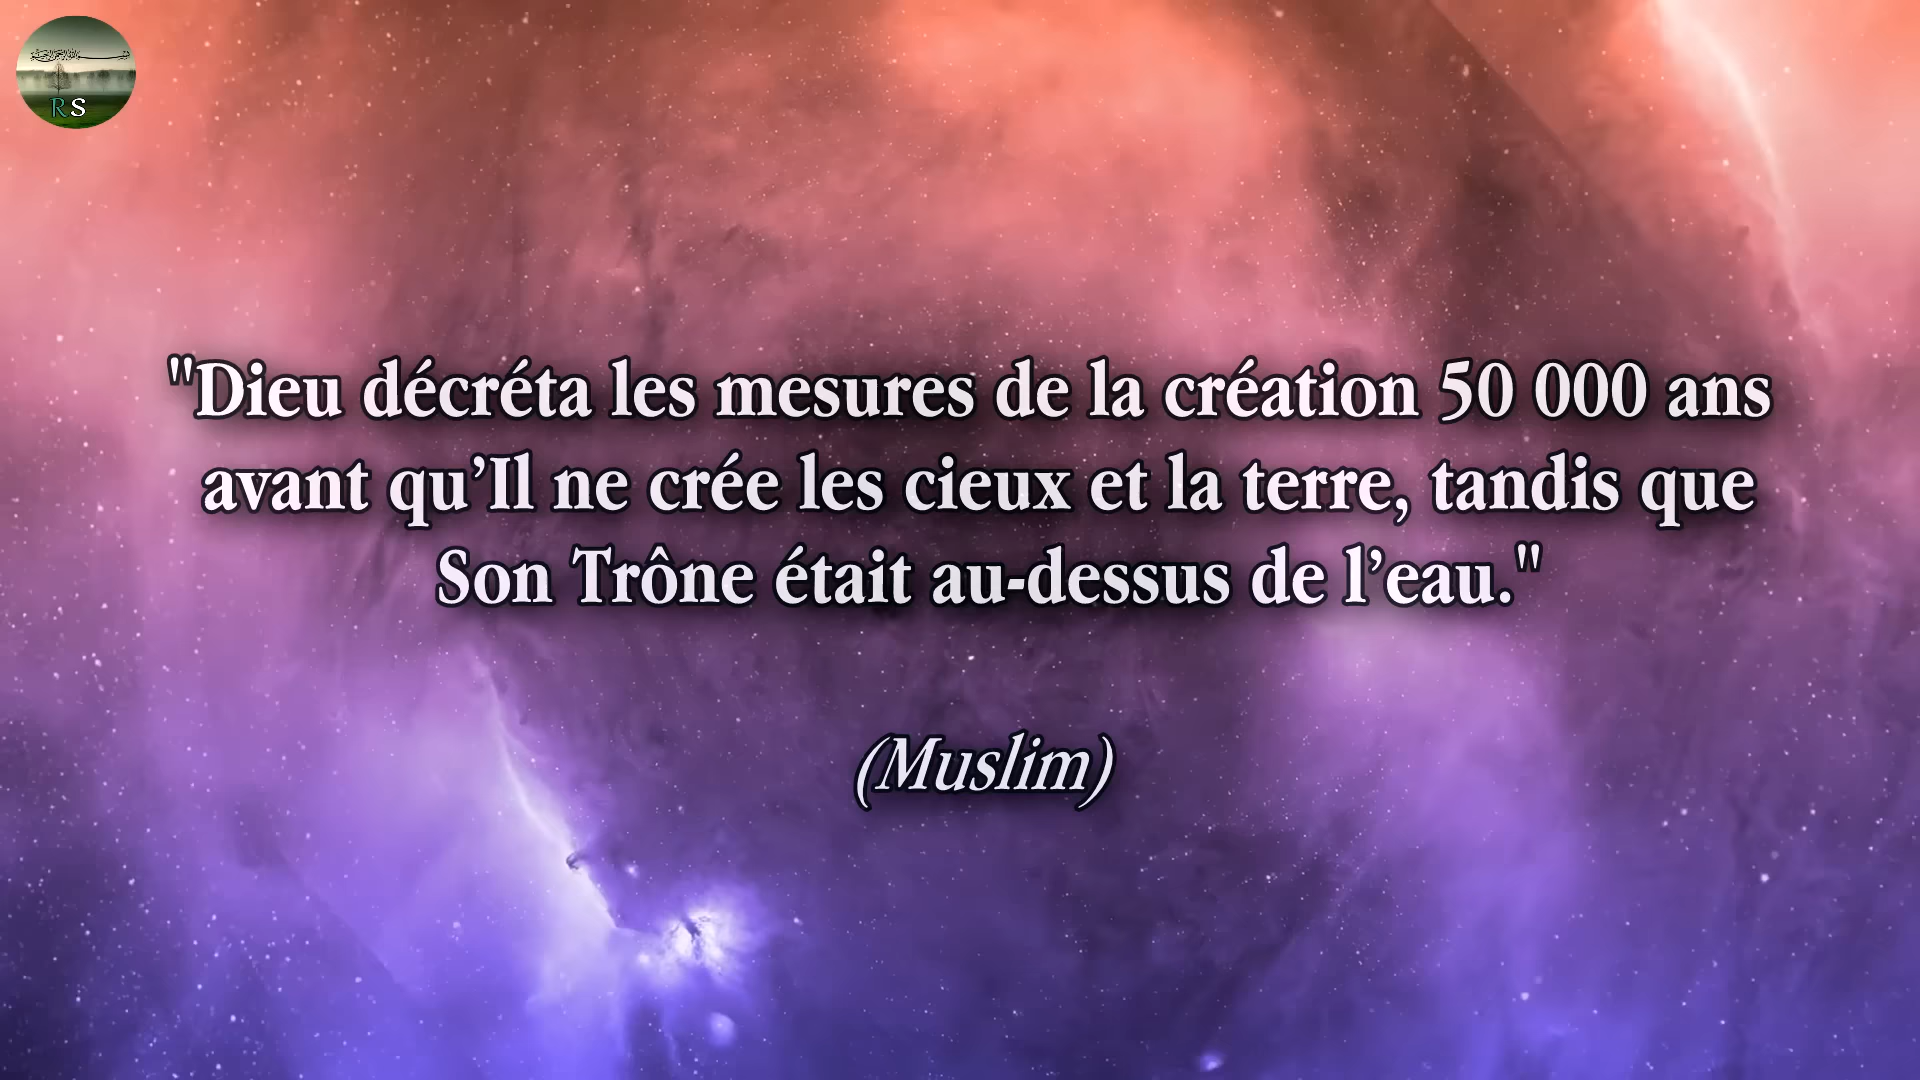 RS
"Dieu décréta les mesures de la création 50 000 ans
avant qu’Il ne crée les cieux et la terre, tandis que
Son Trône était au-dessus de l’eau."
(Muslim)